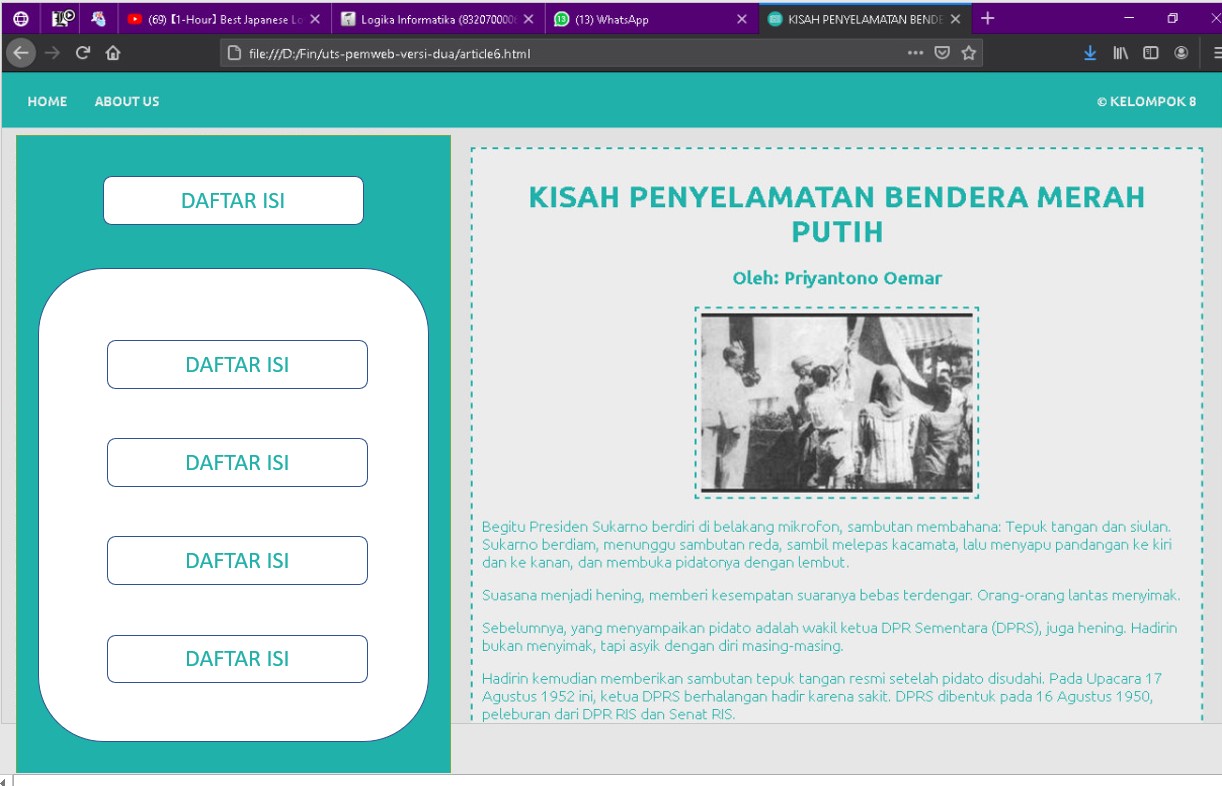 (69) [1-Hour] Best Japanese Lo
Logika Informatika (832070000
(13) WhatsApp
KISAH PENYELAMATAN BENDE
file:///D:/Fin/uts-pemweb-versi-dua/article6.html
HOME
ABOUT US
© KELOMPOK 8
DAFTAR ISI
DAFTAR ISI
DAFTAR ISI
DAFTAR ISI
DAFTAR ISI
KISAH PENYELAMATAN BENDERA MERAH
PUTIH
Oleh: Priyantono Oemar
Begitu Presiden Sukarno berdiri di belakang mikrofon, sambutan membahana: Tepuk tangan dan siulan.
Sukarno berdiam, menunggu sambutan reda, sambil melepas kacamata, lalu menyapu pandangan ke kiri
dan ke kanan, dan membuka pidatonya dengan lembut.
Suasana menjadi hening, memberi kesempatan suaranya bebas terdengar. Orang-orang lantas menyimak.
Sebelumnya, yang menyampaikan pidato adalah wakil ketua DPR Sementara (DPRS), juga hening. Hadirin
bukan menyimak, tapi asyik dengan diri masing-masing.
Hadirin kemudian memberikan sambutan tepuk tangan resmi setelah pidato disudahi. Pada Upacara 17
Agustus 1952 ini, ketua DPRS berhalangan hadir karena sakit. DPRS dibentuk pada 16 Agustus 1950,
peleburan dari DPR RIS dan Senat RIS.